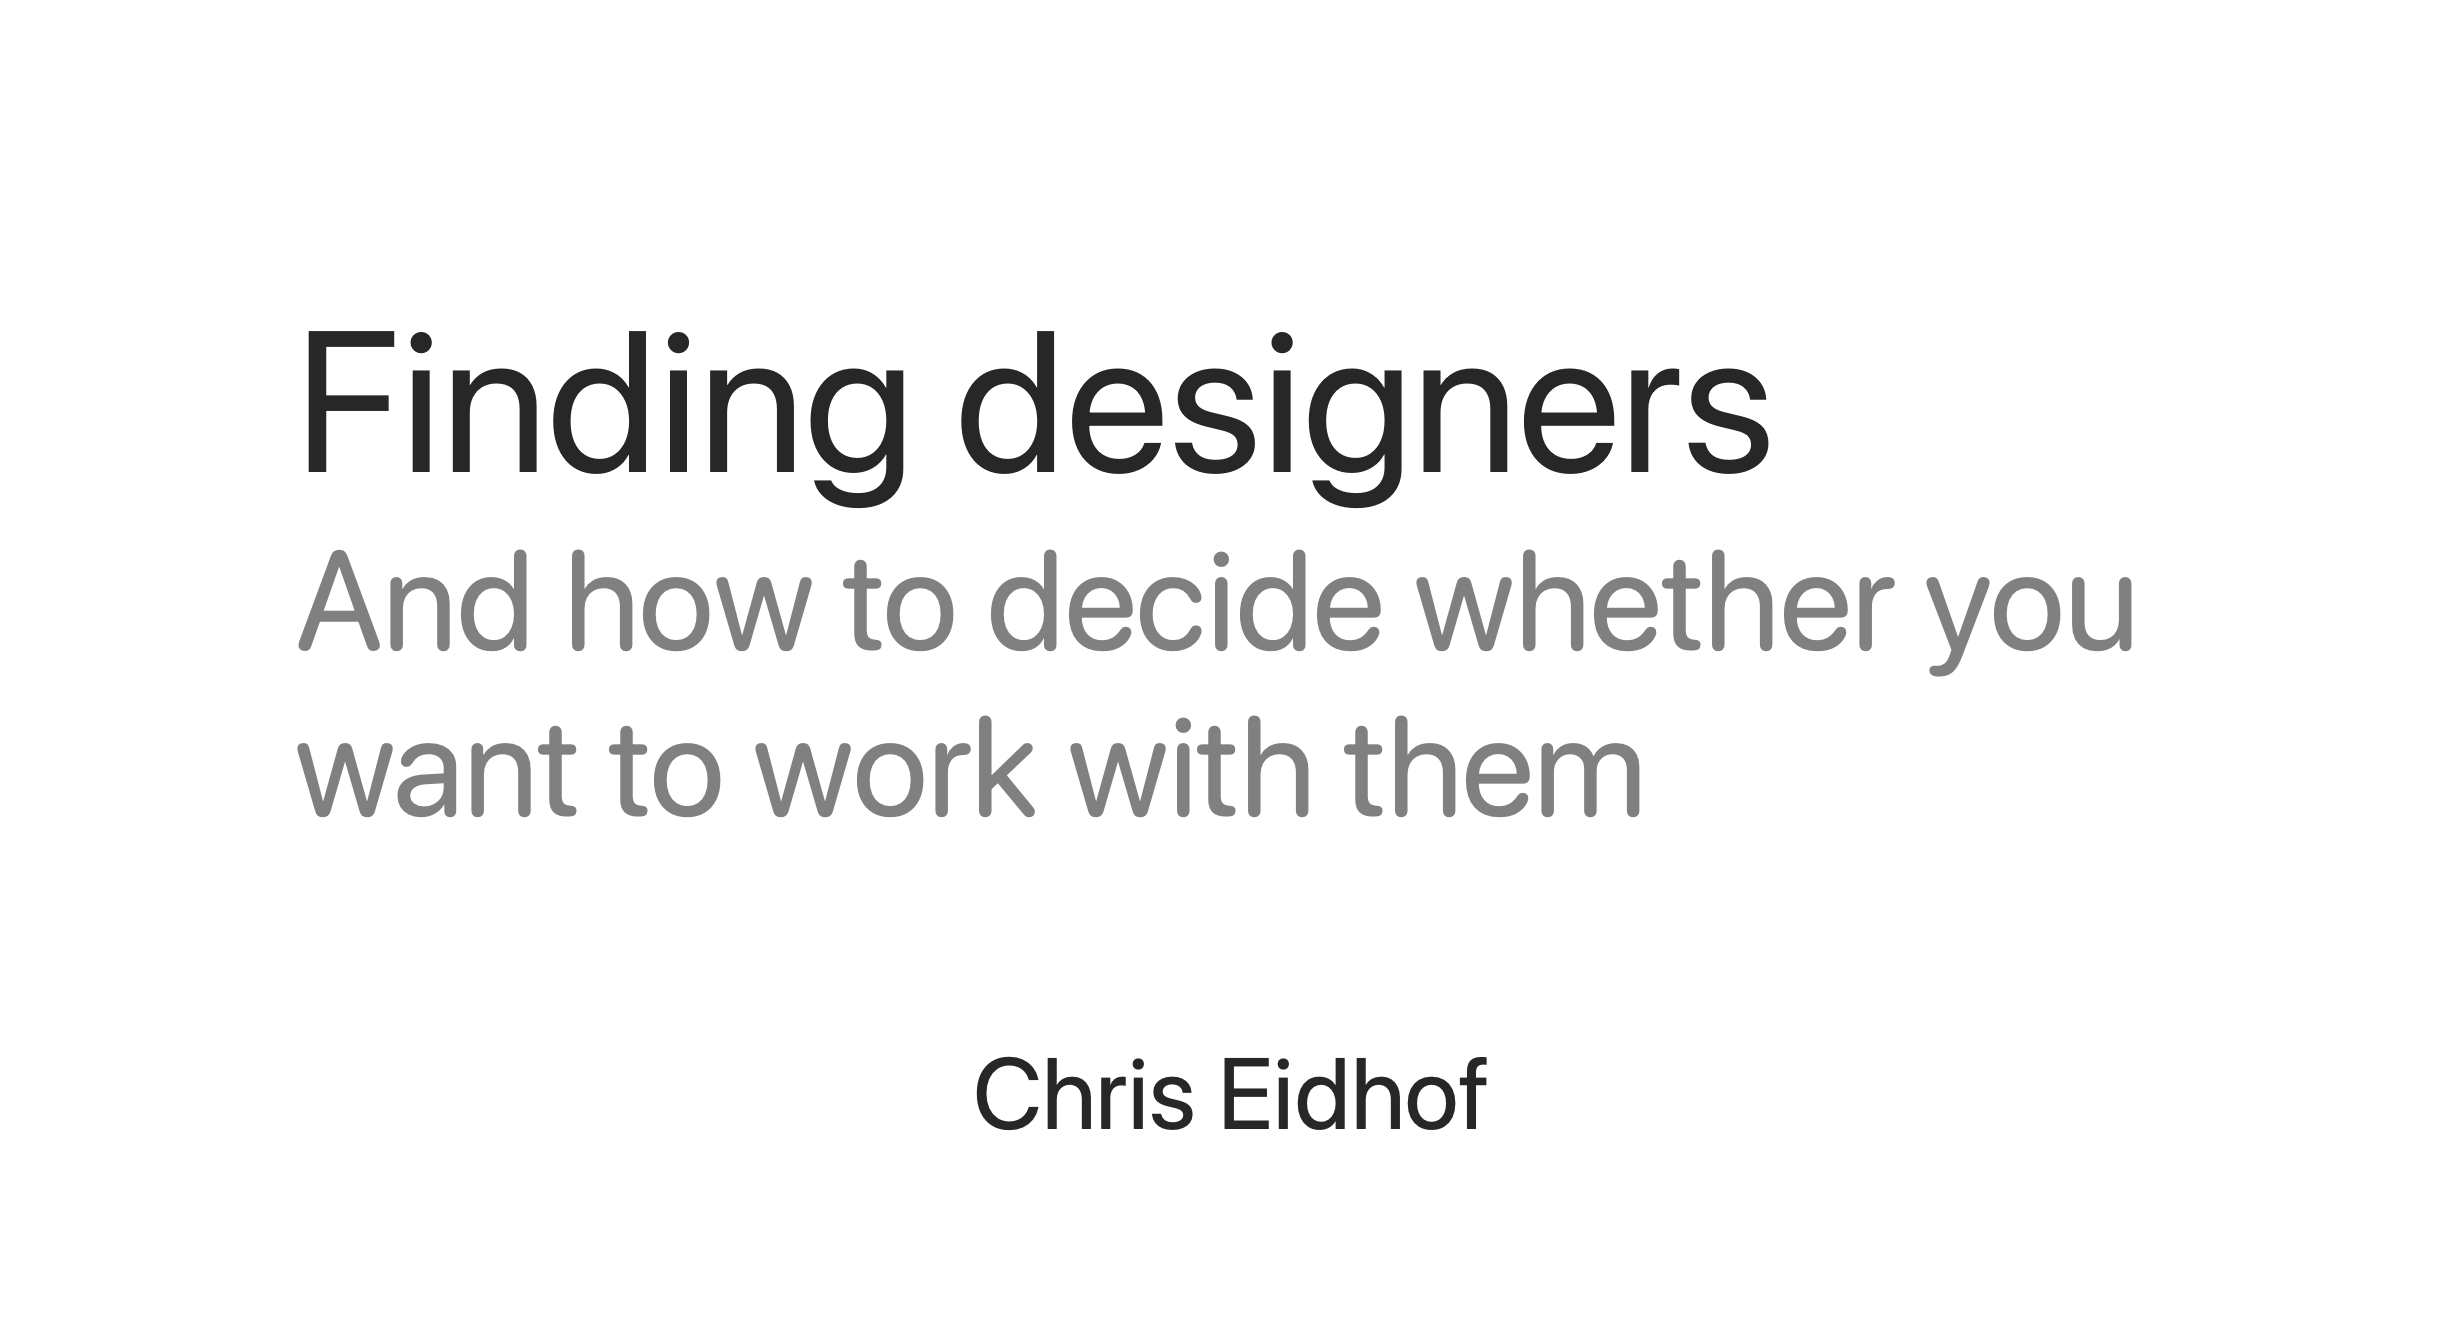 Finding designers
And how to decide whether you
want to work with them
Chris Eidhof